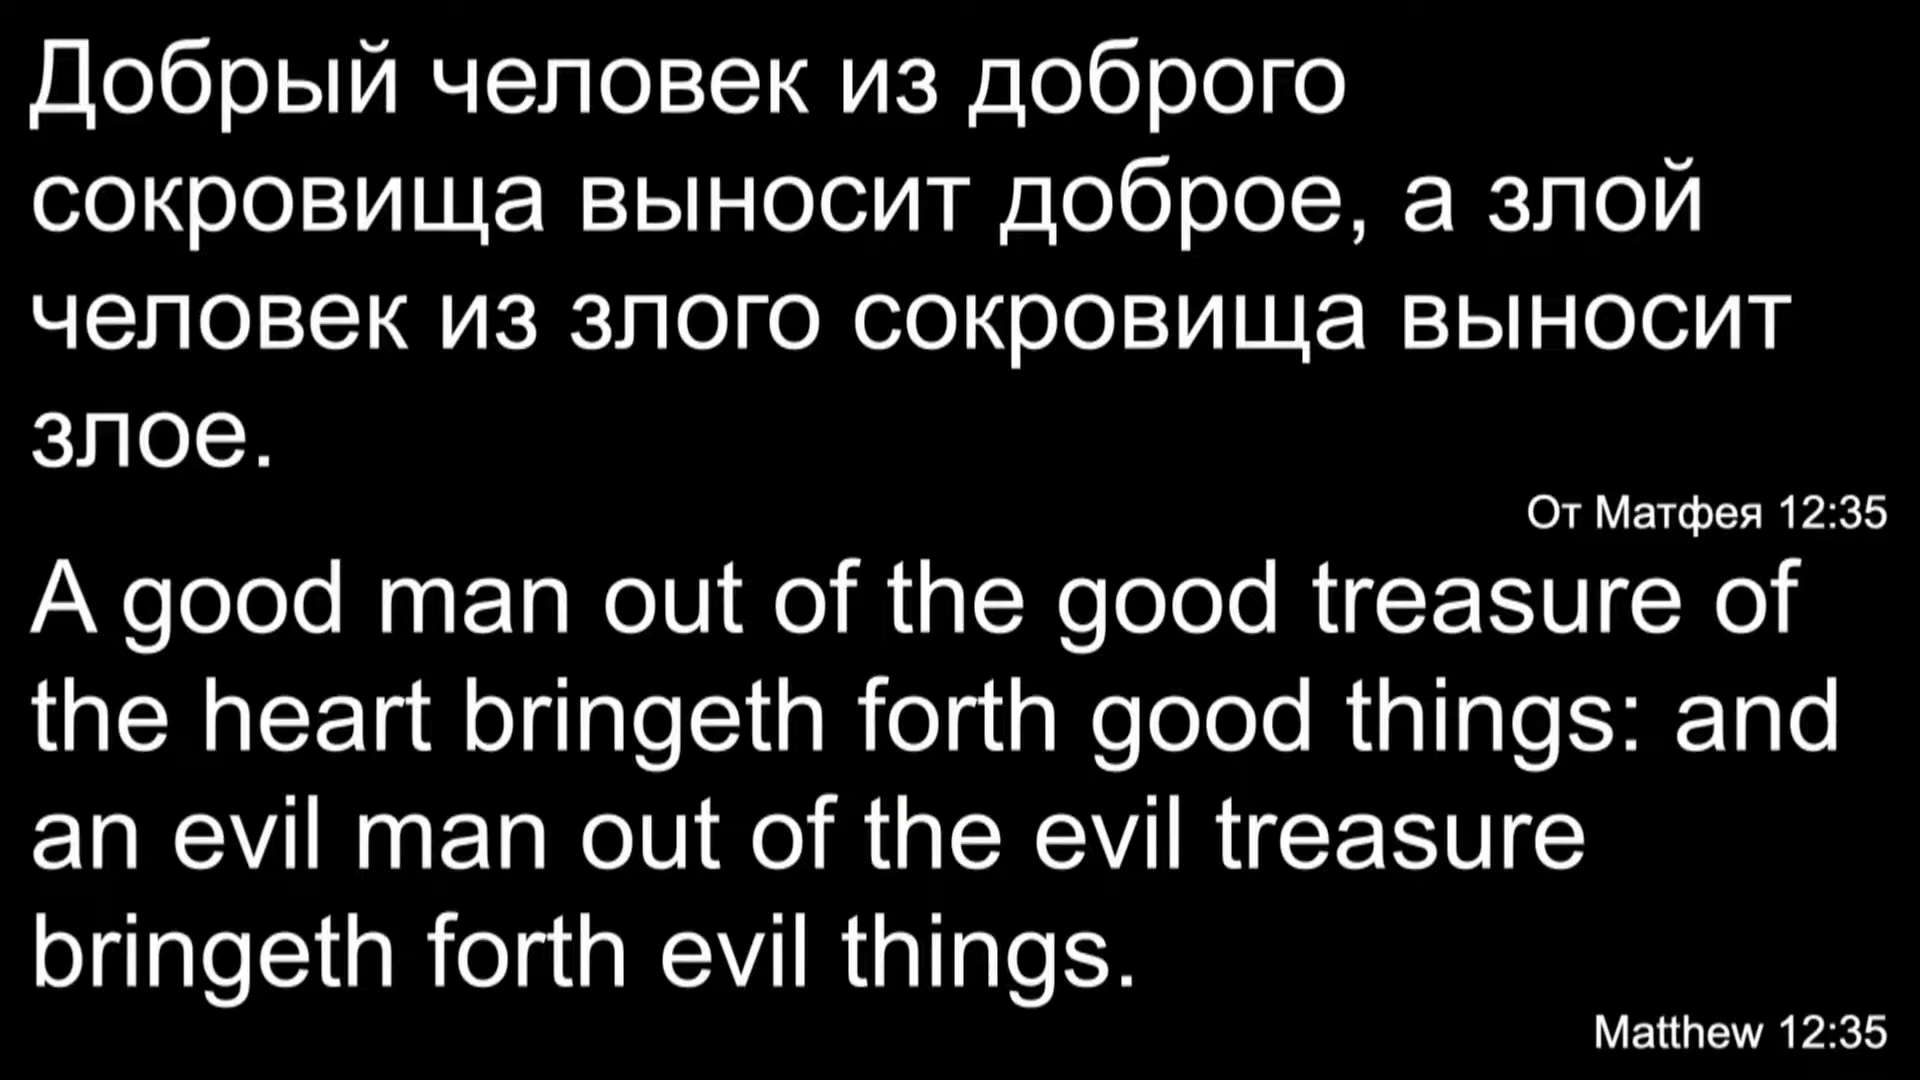 Добрый человек из доброго
сокровища выносит доброе, а злой
человек из злого сокровища выносит
злое.
От Матфея 12:35
A good man out of the good treasure of
the heart bringeth forth good things: and
an evil man out of the evil treasure
bringeth forth evil things.
Matthew 12:35